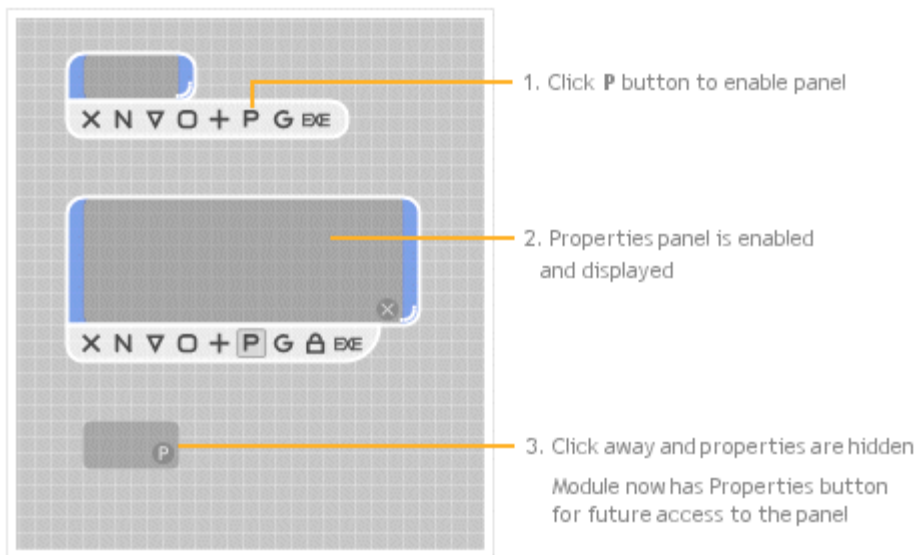 1. Click P button to enable panel
X N ▽ O + P G EXE
2. Properties panel is enabled
and displayed
X N ▽ O + P G EXE
P
3. Click away and properties are hidden
Module now has Properties button
for future access to the panel